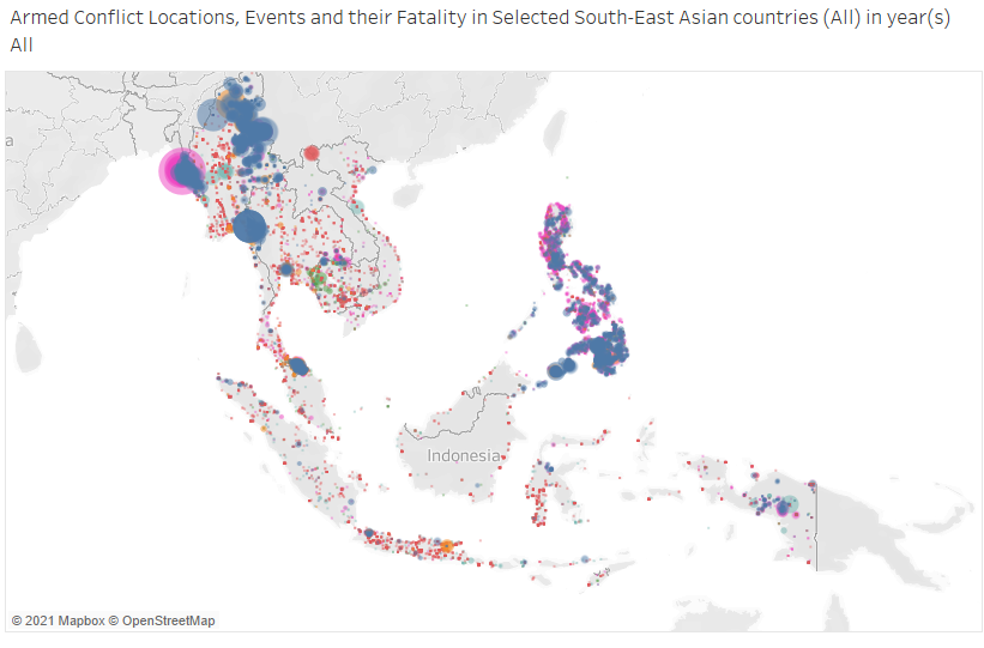 Armed Conflict Locations, Events and their Fatality in Selected South-East Asian countries (All) in year(s)
All
a
Indonesia
© 2021 Mapbox © OpenStreetMap